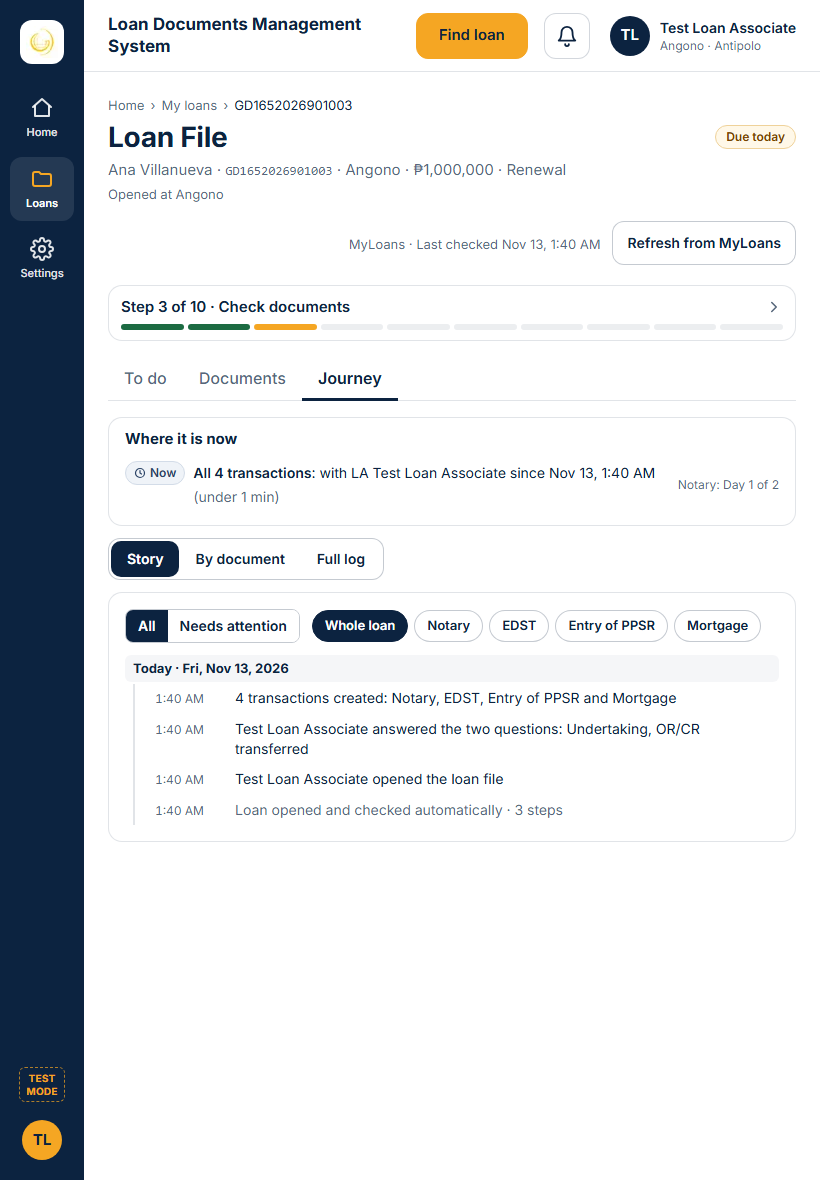 Loan Documents Management
System
Find loan
TL
Test Loan Associate
Angono · Antipolo
Home
Loans
Settings
TEST
MODE
TL
Home › My loans › GD1652026901003
Loan File
Due today
Ana Villanueva · GD1652026901003 · Angono · ₱1,000,000 · Renewal
Opened at Angono
MyLoans · Last checked Nov 13, 1:40 AM
Refresh from MyLoans
Step 3 of 10 · Check documents
To do
Documents
Journey
Where it is now
Now
All 4 transactions: with LA Test Loan Associate since Nov 13, 1:40 AM
(under 1 min)
Notary: Day 1 of 2
Story
By document
Full log
All
Needs attention
Whole loan
Notary
EDST
Entry of PPSR
Mortgage
Today · Fri, Nov 13, 2026
1:40 AM 4 transactions created: Notary, EDST, Entry of PPSR and Mortgage
1:40 AM Test Loan Associate answered the two questions: Undertaking, OR/CR
transferred
1:40 AM Test Loan Associate opened the loan file
1:40 AM Loan opened and checked automatically · 3 steps